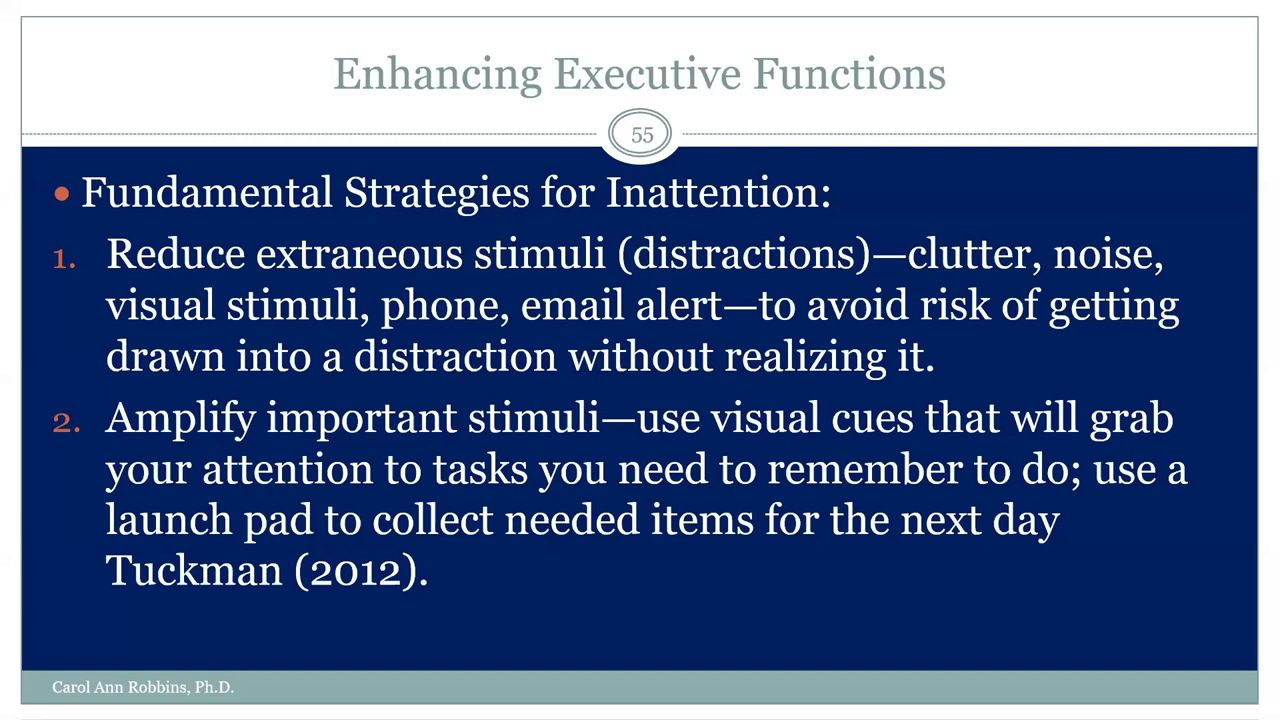 Enhancing Executive Functions
55
• Fundamental Strategies for Inattention:
1. Reduce extraneous stimuli (distractions)—clutter, noise,
visual stimuli, phone, email alert—to avoid risk of getting
drawn into a distraction without realizing it.
2. Amplify important stimuli—use visual cues that will grab
your attention to tasks you need to remember to do; use a
launch pad to collect needed items for the next day
Tuckman (2012).
Carol Ann Robbins, Ph.D.